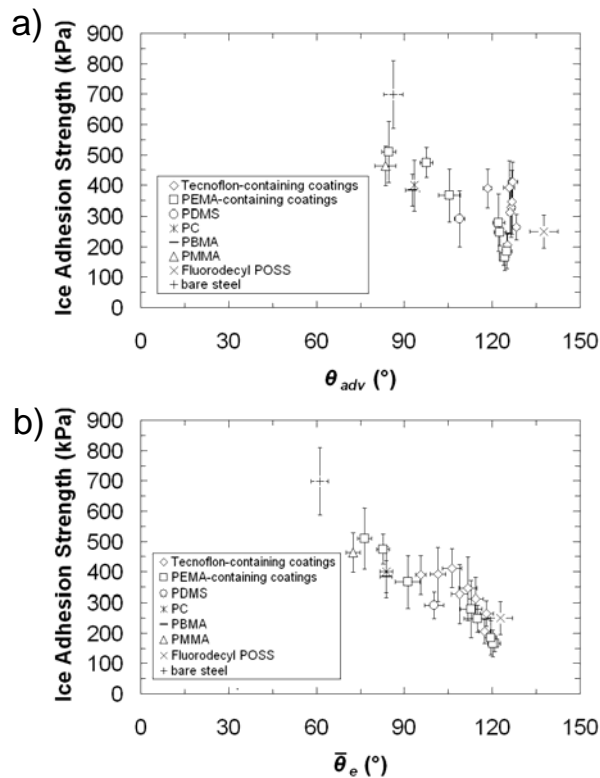 a)
Ice Adhesion Strength (kPa)
900
800
700
600
500
400
300
200
100
0
Tecnoflon-containing coatings
PEMA-containing coatings
PDMS
PC
PBMA
PMMA
Fluorodecyl POSS
bare steel
0 30 60 90 120 150
θadv (°)
b)
Ice Adhesion Strength (kPa)
900
800
700
600
500
400
300
200
100
0
Tecnoflon-containing coatings
PEMA-containing coatings
PDMS
PC
PBMA
PMMA
Fluorodecyl POSS
bare steel
0 30 60 90 120 150
θ̅e (°)